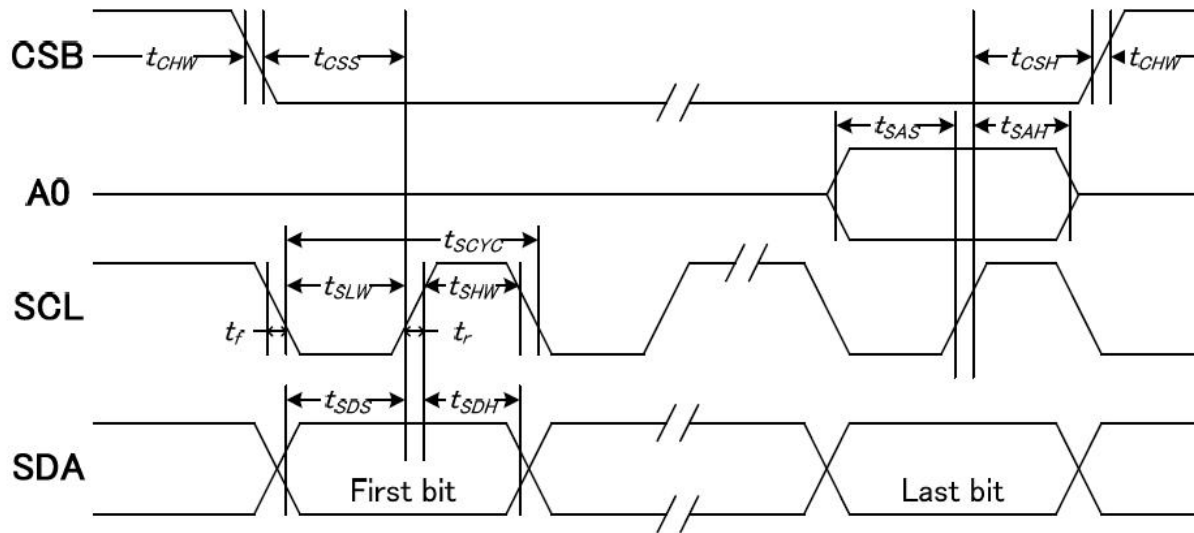 CSB
tCHW
tCSS
tCSH
tCHW
A0
tSAS
tSAH
SCL
tSCYC
tSLW
tSHW
tf
tr
SDA
tSDS
tSDH
First bit
Last bit